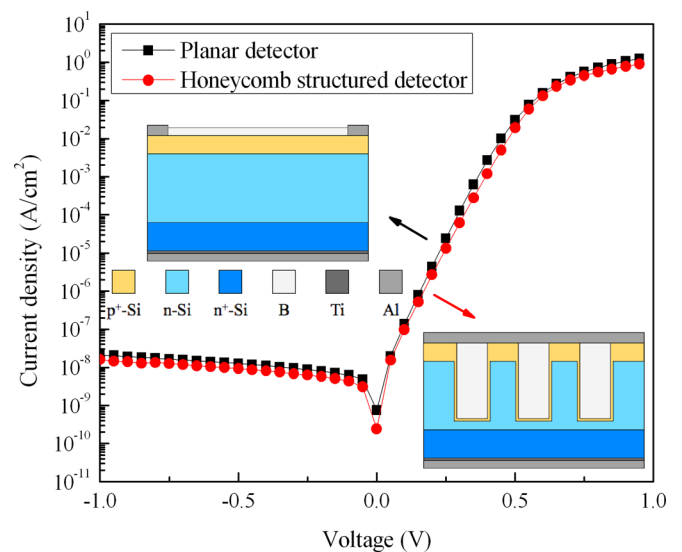 Planar detector
Honeycomb structured detector
Current density (A/cm²)
10¹
10⁰
10⁻¹
10⁻²
10⁻³
10⁻⁴
10⁻⁵
10⁻⁶
10⁻⁷
10⁻⁸
10⁻⁹
10⁻¹⁰
10⁻¹¹
p⁺-Si n-Si n⁺-Si B Ti Al
-1.0 -0.5 0.0 0.5 1.0
Voltage (V)